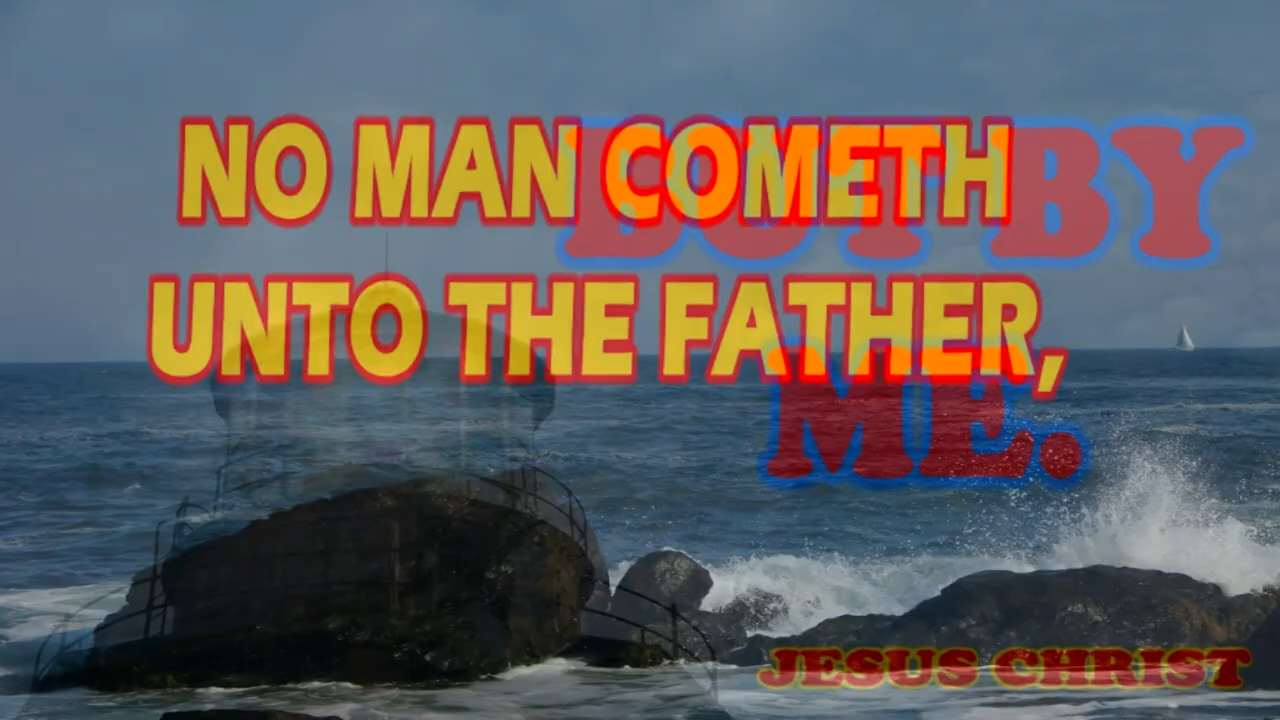 NO MAN COMETH
UNTO THE FATHER,
BUT BY
ME.
JESUS CHRIST